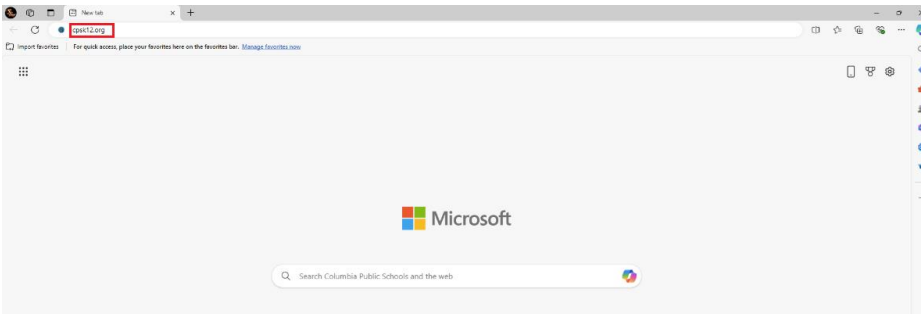 New tab
cpsk12.org
Import favorites For quick access, place your favorites here on the favorites bar. Manage favorites now
Microsoft
Search Columbia Public Schools and the web